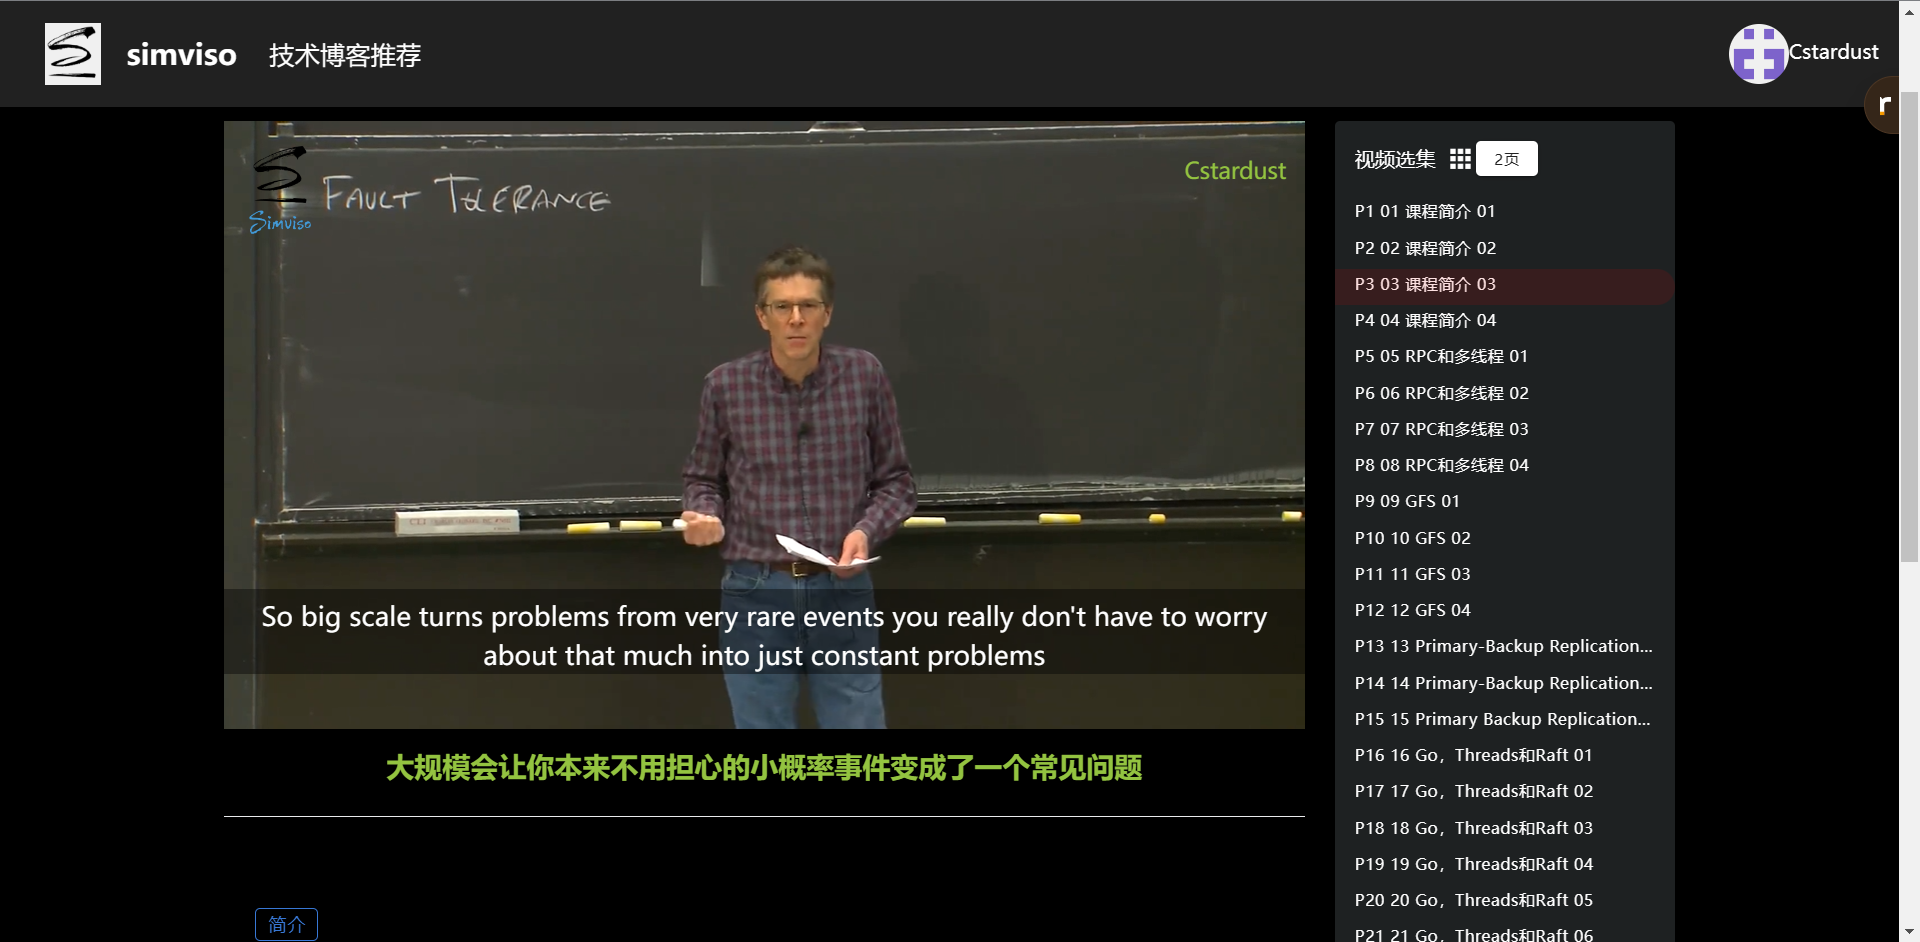 simviso 技术博客推荐
Cstardust
FAULT TOLERANCE
Simviso
Cstardust
So big scale turns problems from very rare events you really don't have to worry
about that much into just constant problems
大规模会让你本来不用担心的小概率事件变成了一个常见问题
简介
视频选集 2页
P1 01 课程简介 01
P2 02 课程简介 02
P3 03 课程简介 03
P4 04 课程简介 04
P5 05 RPC和多线程 01
P6 06 RPC和多线程 02
P7 07 RPC和多线程 03
P8 08 RPC和多线程 04
P9 09 GFS 01
P10 10 GFS 02
P11 11 GFS 03
P12 12 GFS 04
P13 13 Primary-Backup Replication...
P14 14 Primary-Backup Replication...
P15 15 Primary Backup Replication...
P16 16 Go，Threads和Raft 01
P17 17 Go，Threads和Raft 02
P18 18 Go，Threads和Raft 03
P19 19 Go，Threads和Raft 04
P20 20 Go，Threads和Raft 05
P21 21 Go，Threads和Raft 06
r